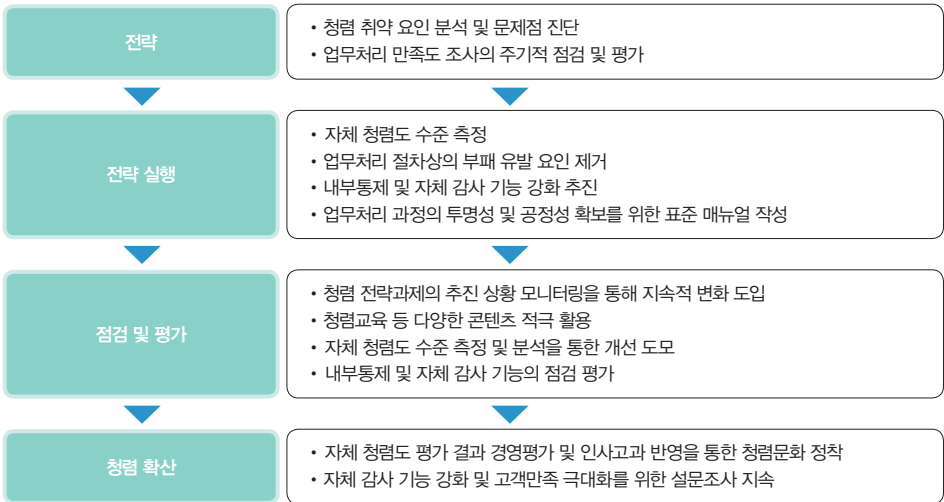 전략
• 청렴 취약 요인 분석 및 문제점 진단
• 업무처리 만족도 조사의 주기적 점검 및 평가
전략 실행
• 자체 청렴도 수준 측정
• 업무처리 절차상의 부패 유발 요인 제거
• 내부통제 및 자체 감사 기능 강화 추진
• 업무처리 과정의 투명성 및 공정성 확보를 위한 표준 매뉴얼 작성
점검 및 평가
• 청렴 전략과제의 추진 상황 모니터링을 통해 지속적 변화 도입
• 청렴교육 등 다양한 콘텐츠 적극 활용
• 자체 청렴도 수준 측정 및 분석을 통한 개선 도모
• 내부통제 및 자체 감사 기능의 점검 평가
청렴 확산
• 자체 청렴도 평가 결과 경영평가 및 인사고과 반영을 통한 청렴문화 정착
• 자체 감사 기능 강화 및 고객만족 극대화를 위한 설문조사 지속